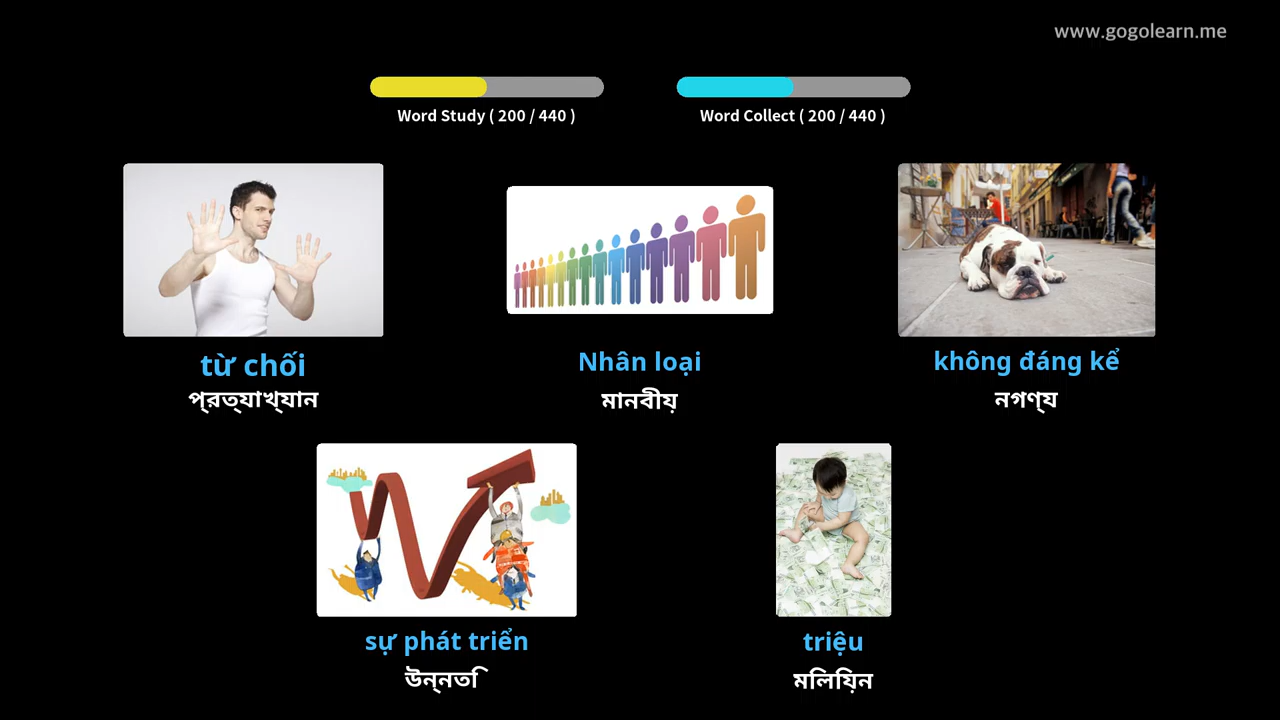 www.gogolearn.me
Word Study ( 200 / 440 )
Word Collect ( 200 / 440 )
từ chối
প্রত্যাখ্যান
Nhân loại
মানবীয়
không đáng kể
নগণ্য
sự phát triển
উন্নতি
triệu
মিলিয়ন